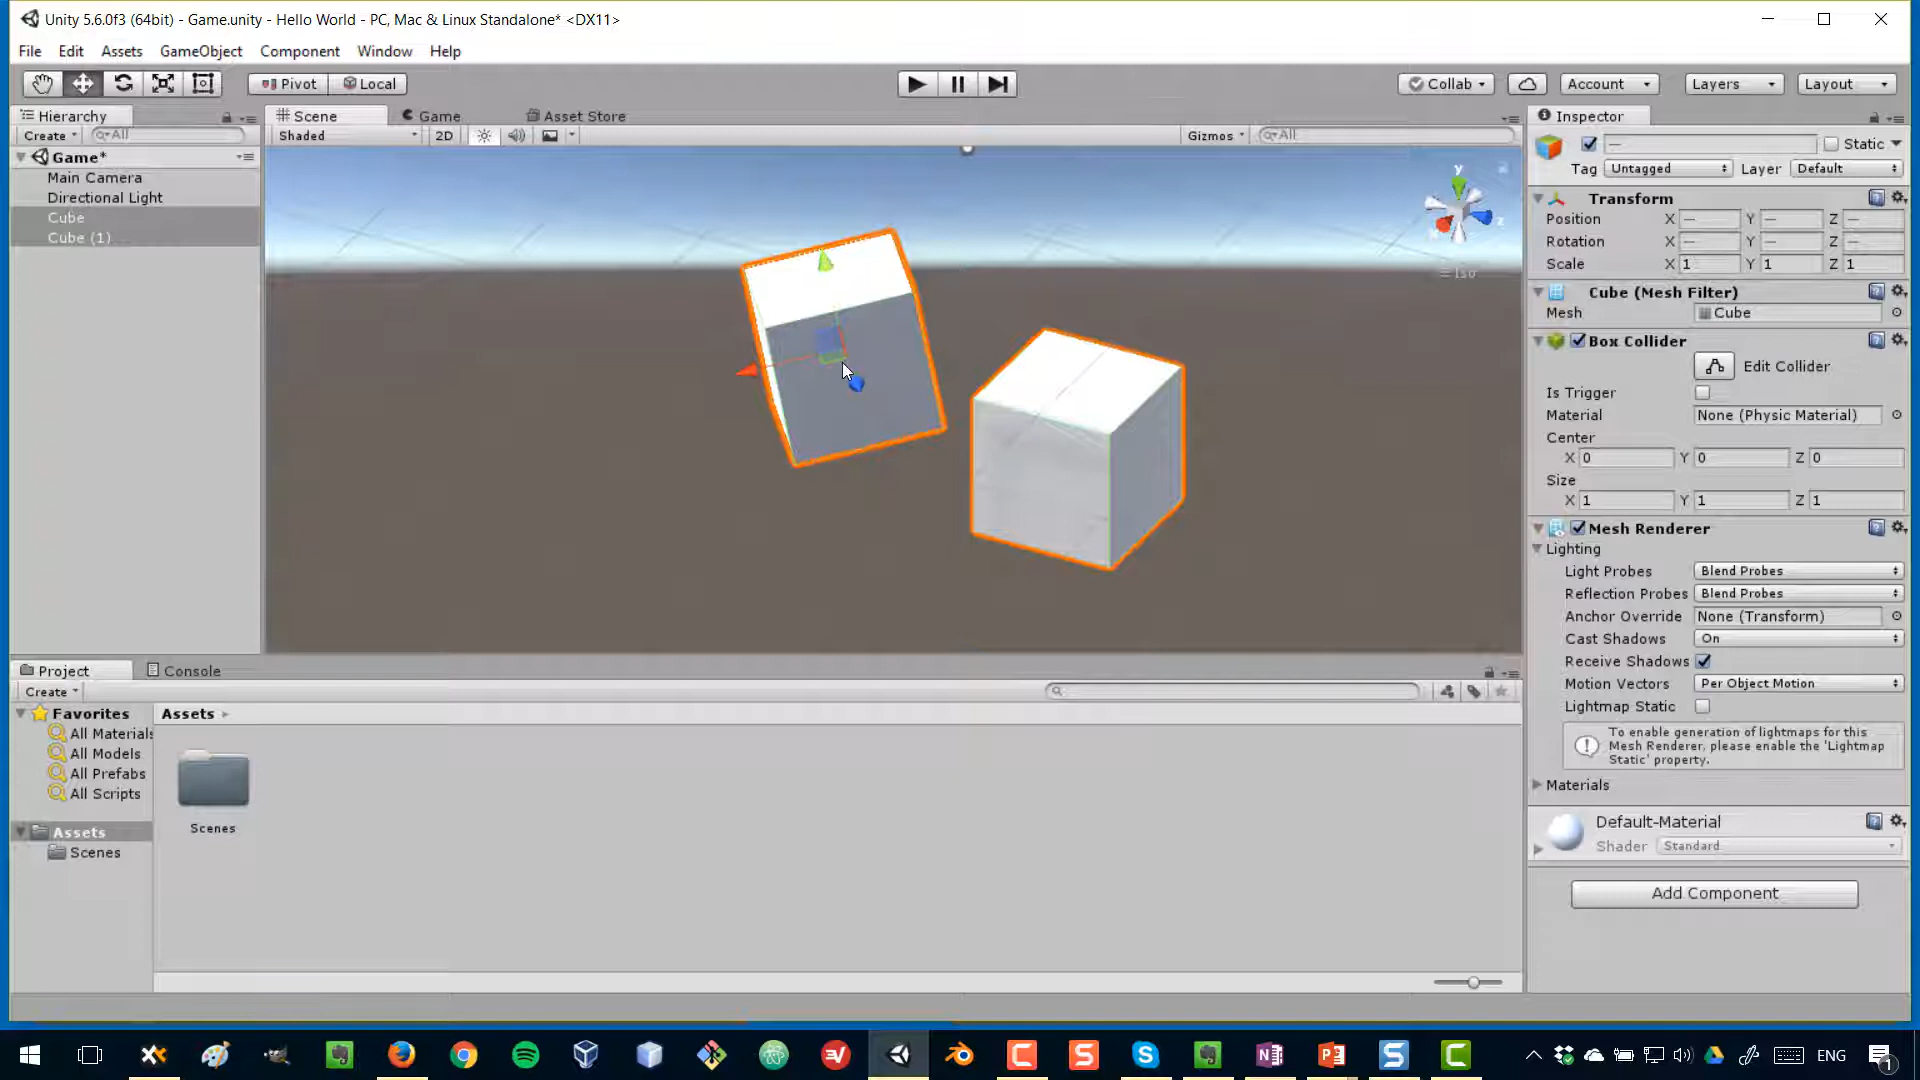 Unity 5.6.0f3 (64bit) - Game.unity - Hello World - PC, Mac & Linux Standalone* <DX11>
File Edit Assets GameObject Component Window Help
Pivot Local Collab Account Layers Layout
Hierarchy
Create All
Game*
Main Camera
Directional Light
Cube
Cube (1)
Scene Game Asset Store
Shaded 2D Gizmos All
y
z
Iso
Inspector
— Static
Tag Untagged Layer Default
Transform
Position X — Y — Z —
Rotation X — Y — Z —
Scale X 1 Y 1 Z 1
Cube (Mesh Filter)
Mesh Cube
Box Collider
Edit Collider
Is Trigger
Material None (Physic Material)
Center
X 0 Y 0 Z 0
Size
X 1 Y 1 Z 1
Mesh Renderer
Lighting
Light Probes Blend Probes
Reflection Probes Blend Probes
Anchor Override None (Transform)
Cast Shadows On
Receive Shadows
Motion Vectors Per Object Motion
Lightmap Static
To enable generation of lightmaps for this
Mesh Renderer, please enable the 'Lightmap
Static' property.
Materials
Default-Material
Shader Standard
Add Component
Project Console
Create
Favorites
All Materials
All Models
All Prefabs
All Scripts
Assets
Scenes
Assets
Scenes
ENG
1